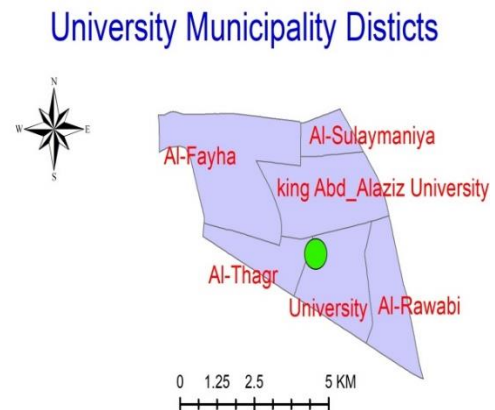 University Municipality Disticts
N
W E
S
Al-Sulaymaniya
Al-Fayha
king Abd_Alaziz University
Al-Thagr
University
Al-Rawabi
0 1.25 2.5 5 KM